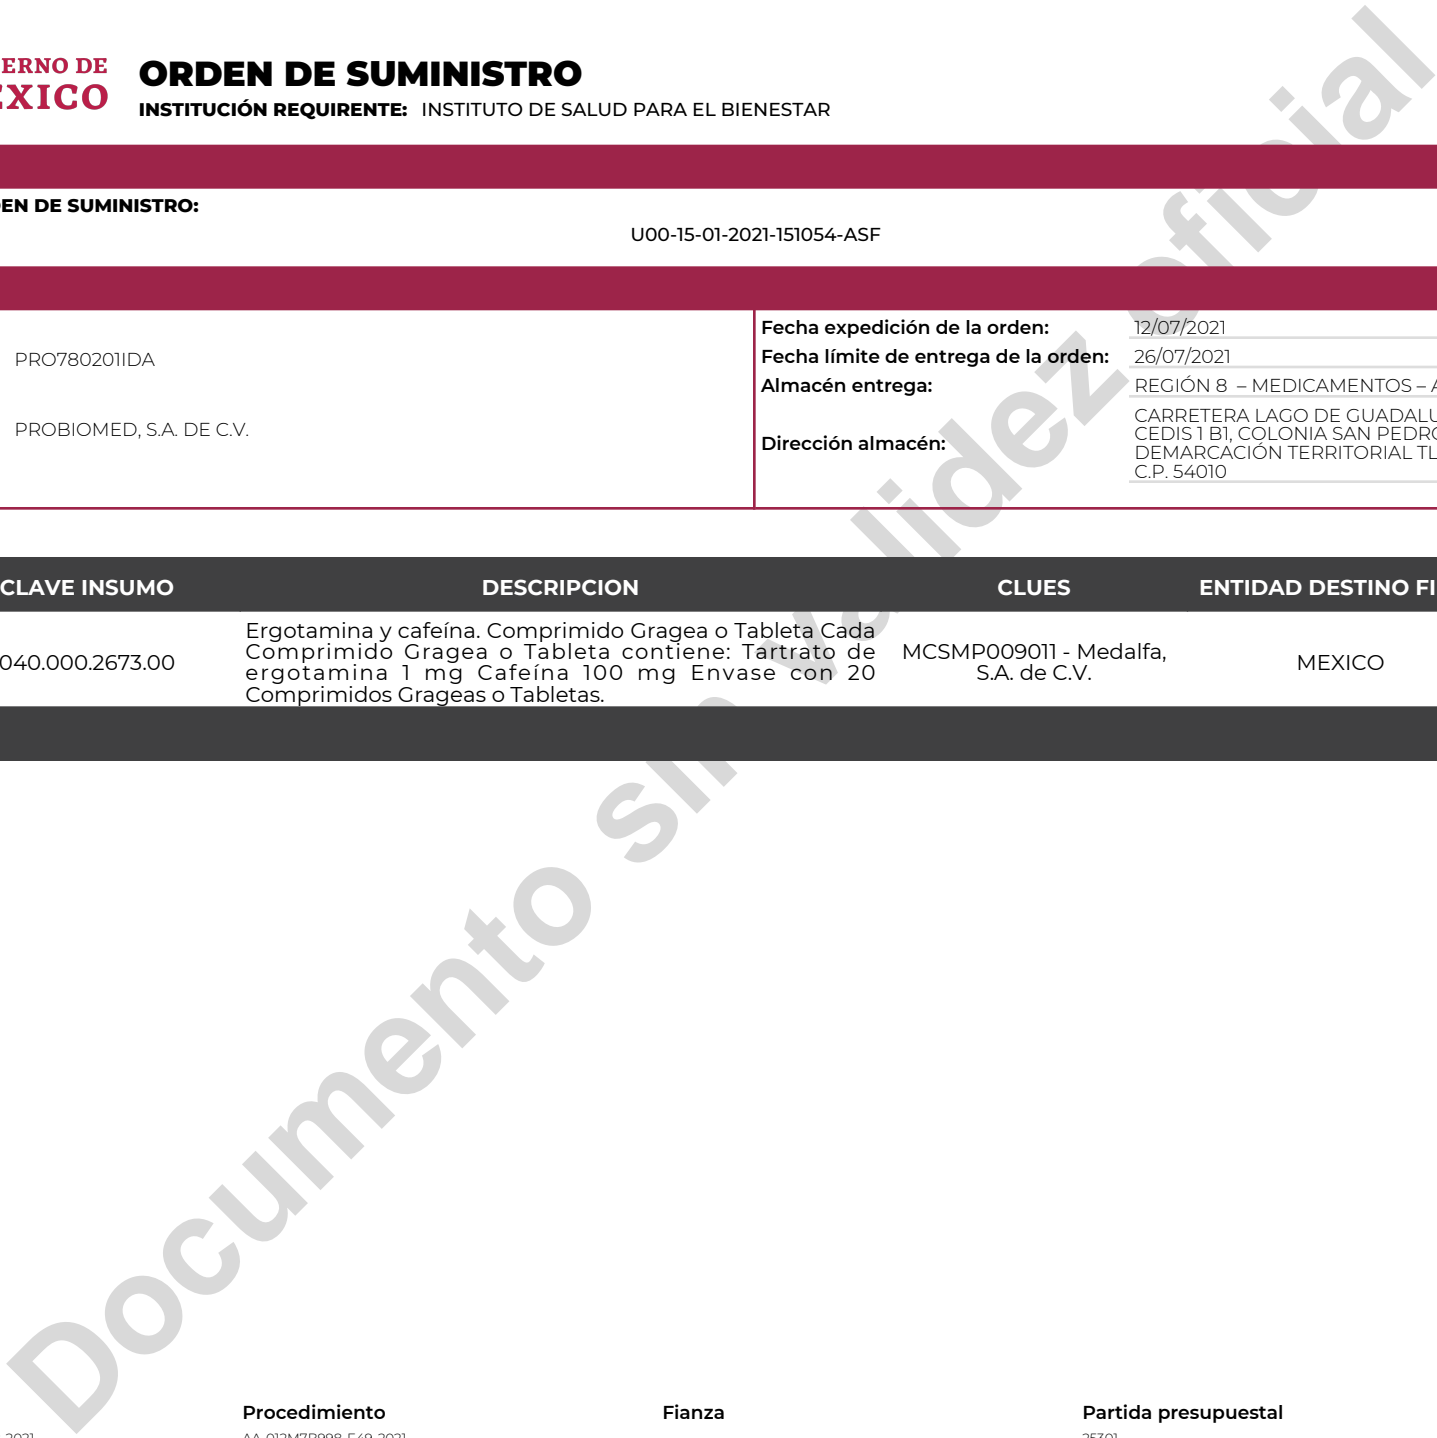 ERNO DE
EXICO
ORDEN DE SUMINISTRO
INSTITUCIÓN REQUIRENTE: INSTITUTO DE SALUD PARA EL BIENESTAR
EN DE SUMINISTRO:
U00-15-01-2021-151054-ASF
PRO780201IDA
PROBIOMED, S.A. DE C.V.
Fecha expedición de la orden: 12/07/2021
Fecha límite de entrega de la orden: 26/07/2021
Almacén entrega: REGIÓN 8 – MEDICAMENTOS – A
Dirección almacén:
CARRETERA LAGO DE GUADALU
CEDIS 1 B1, COLONIA SAN PEDRO
DEMARCACIÓN TERRITORIAL TL
C.P. 54010
CLAVE INSUMO DESCRIPCION CLUES ENTIDAD DESTINO FI
040.000.2673.00
Ergotamina y cafeína. Comprimido Gragea o Tableta Cada
Comprimido Gragea o Tableta contiene: Tartrato de
ergotamina 1 mg Cafeína 100 mg Envase con 20
Comprimidos Grageas o Tabletas.
MCSMP009011 - Medalfa,
S.A. de C.V.
MEXICO
Documento sin validez oficial
Procedimiento Fianza Partida presupuestal